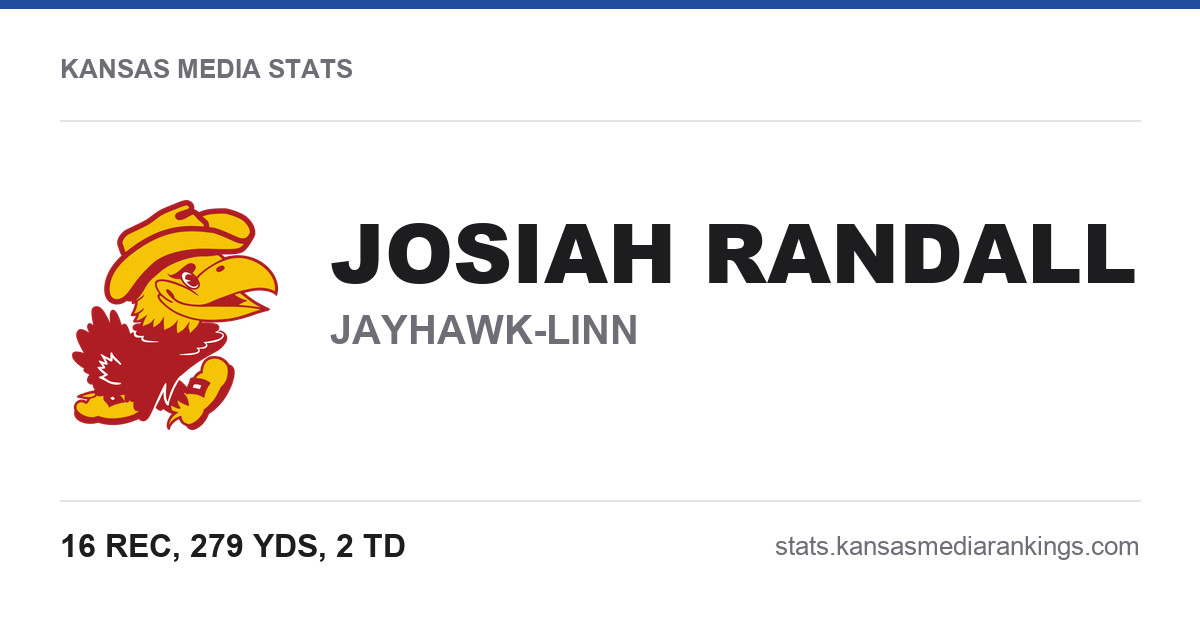 KANSAS MEDIA STATS
JOSIAH RANDALL
JAYHAWK-LINN
16 REC, 279 YDS, 2 TD
stats.kansasmediarankings.com